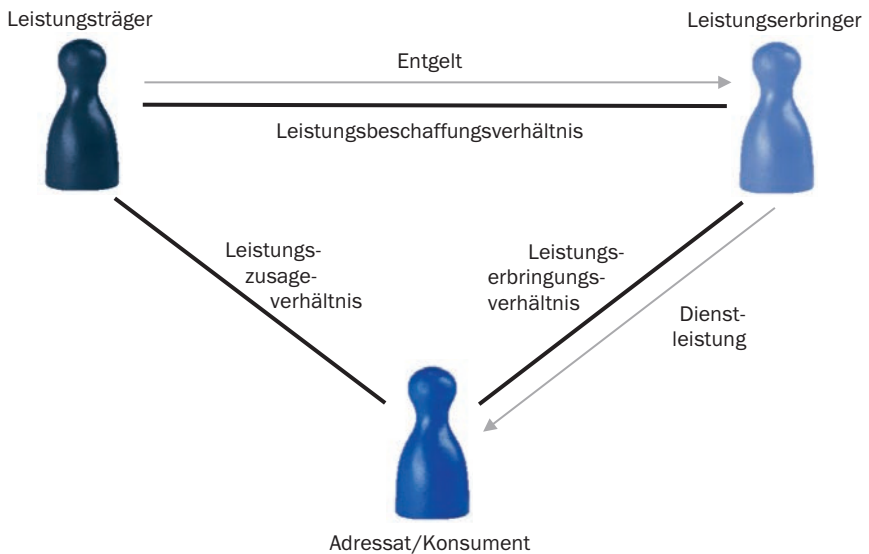 Leistungsträger
Leistungserbringer
Entgelt
Leistungsbeschaffungsverhältnis
Leistungs-
zusage-
verhältnis
Leistungs-
erbringungs-
verhältnis
Dienst-
leistung
Adressat/Konsument